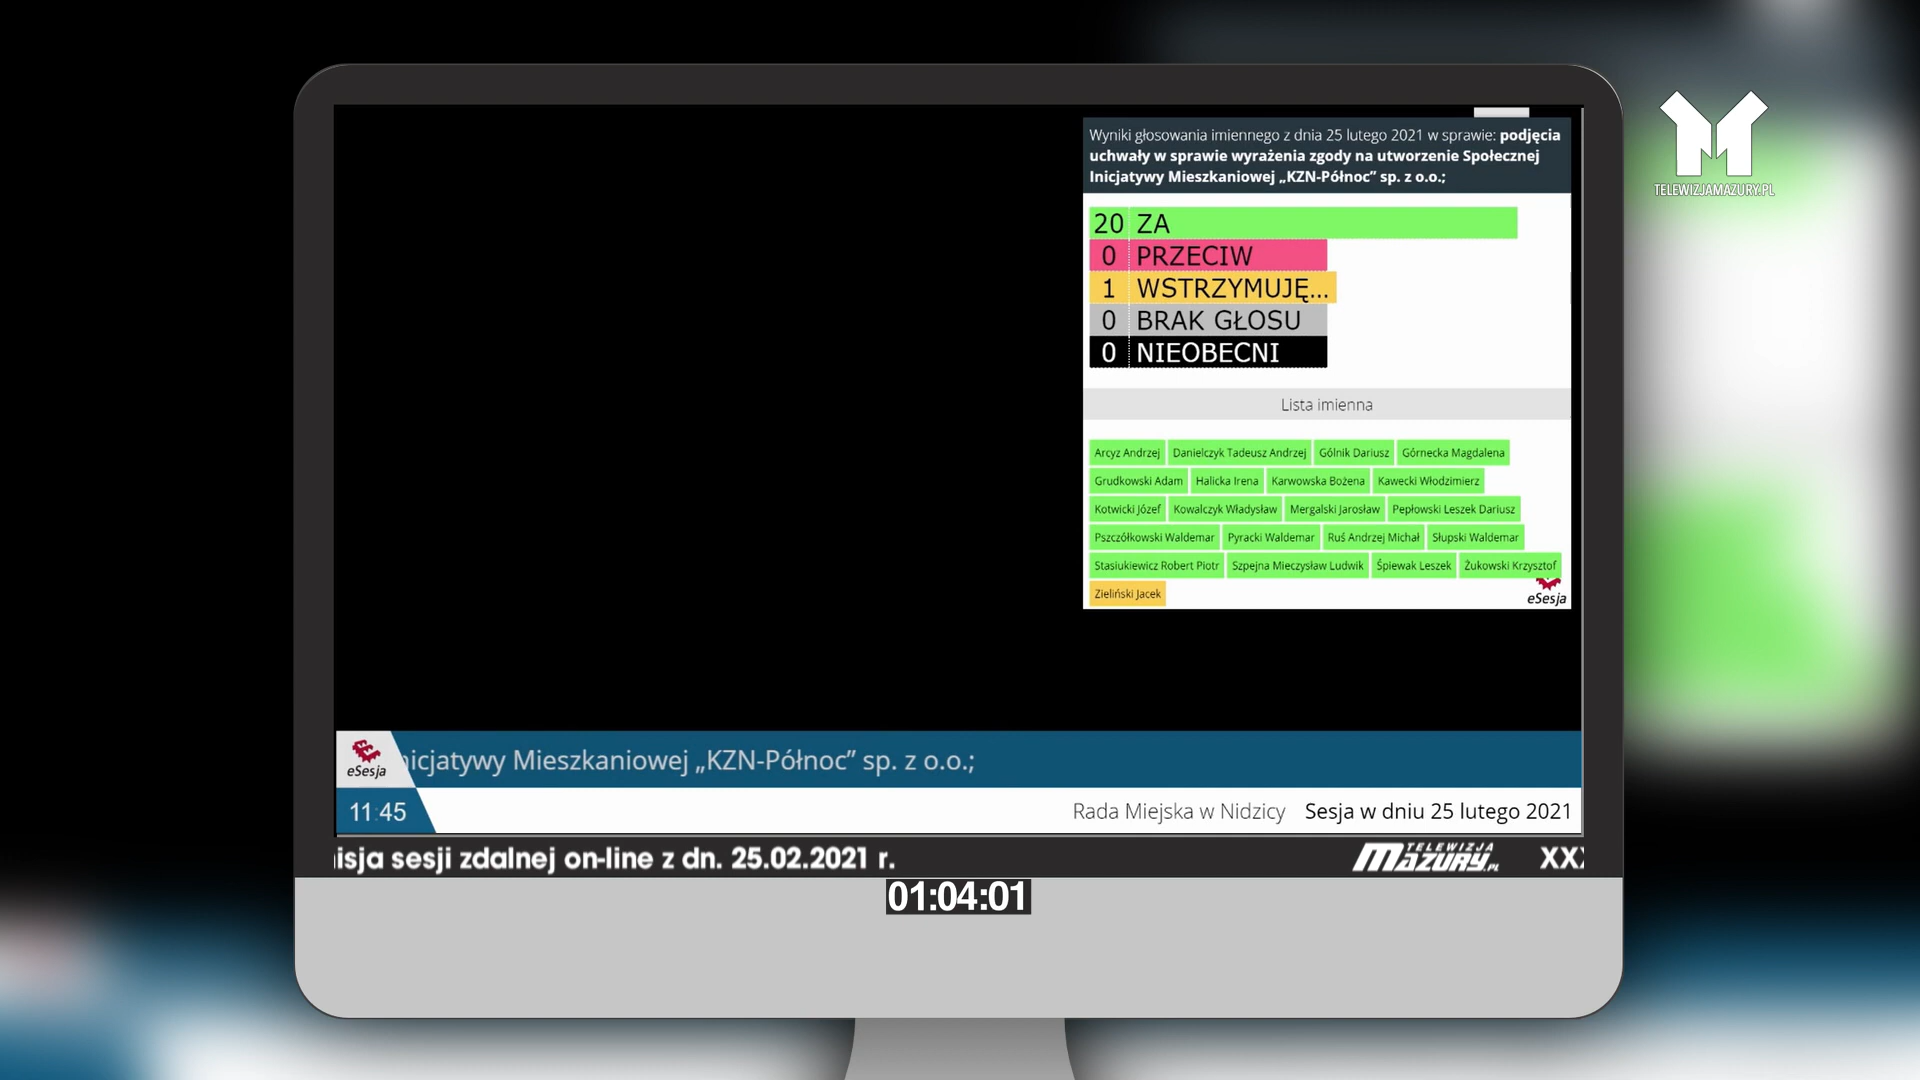 Wyniki głosowania imiennego z dnia 25 lutego 2021 w sprawie: podjęcia
uchwały w sprawie wyrażenia zgody na utworzenie Społecznej
Inicjatywy Mieszkaniowej „KZN-Północ” sp. z o.o.;
TELEWIZJAMAZURY.PL
20 ZA
0 PRZECIW
1 WSTRZYMUJĘ...
0 BRAK GŁOSU
0 NIEOBECNI
Lista imienna
Arcyz Andrzej Danielczyk Tadeusz Andrzej Gólnik Dariusz Górnecka Magdalena
Grudkowski Adam Halicka Irena Karwowska Bożena Kawecki Włodzimierz
Kotwicki Józef Kowalczyk Władysław Mergalski Jarosław Pepłowski Leszek Dariusz
Pszczółkowski Waldemar Pyracki Waldemar Ruś Andrzej Michał Słupski Waldemar
Stasiukiewicz Robert Piotr Szpejna Mieczysław Ludwik Śpiewak Leszek Żukowski Krzysztof
Zieliński Jacek
eSesja
eSesja
nicjatywy Mieszkaniowej „KZN-Północ” sp. z o.o.;
11:45
Rada Miejska w Nidzicy Sesja w dniu 25 lutego 2021
isja sesji zdalnej on-line z dn. 25.02.2021 r.
TELEWIZJA
MAZURY.PL
XXX
01:04:01